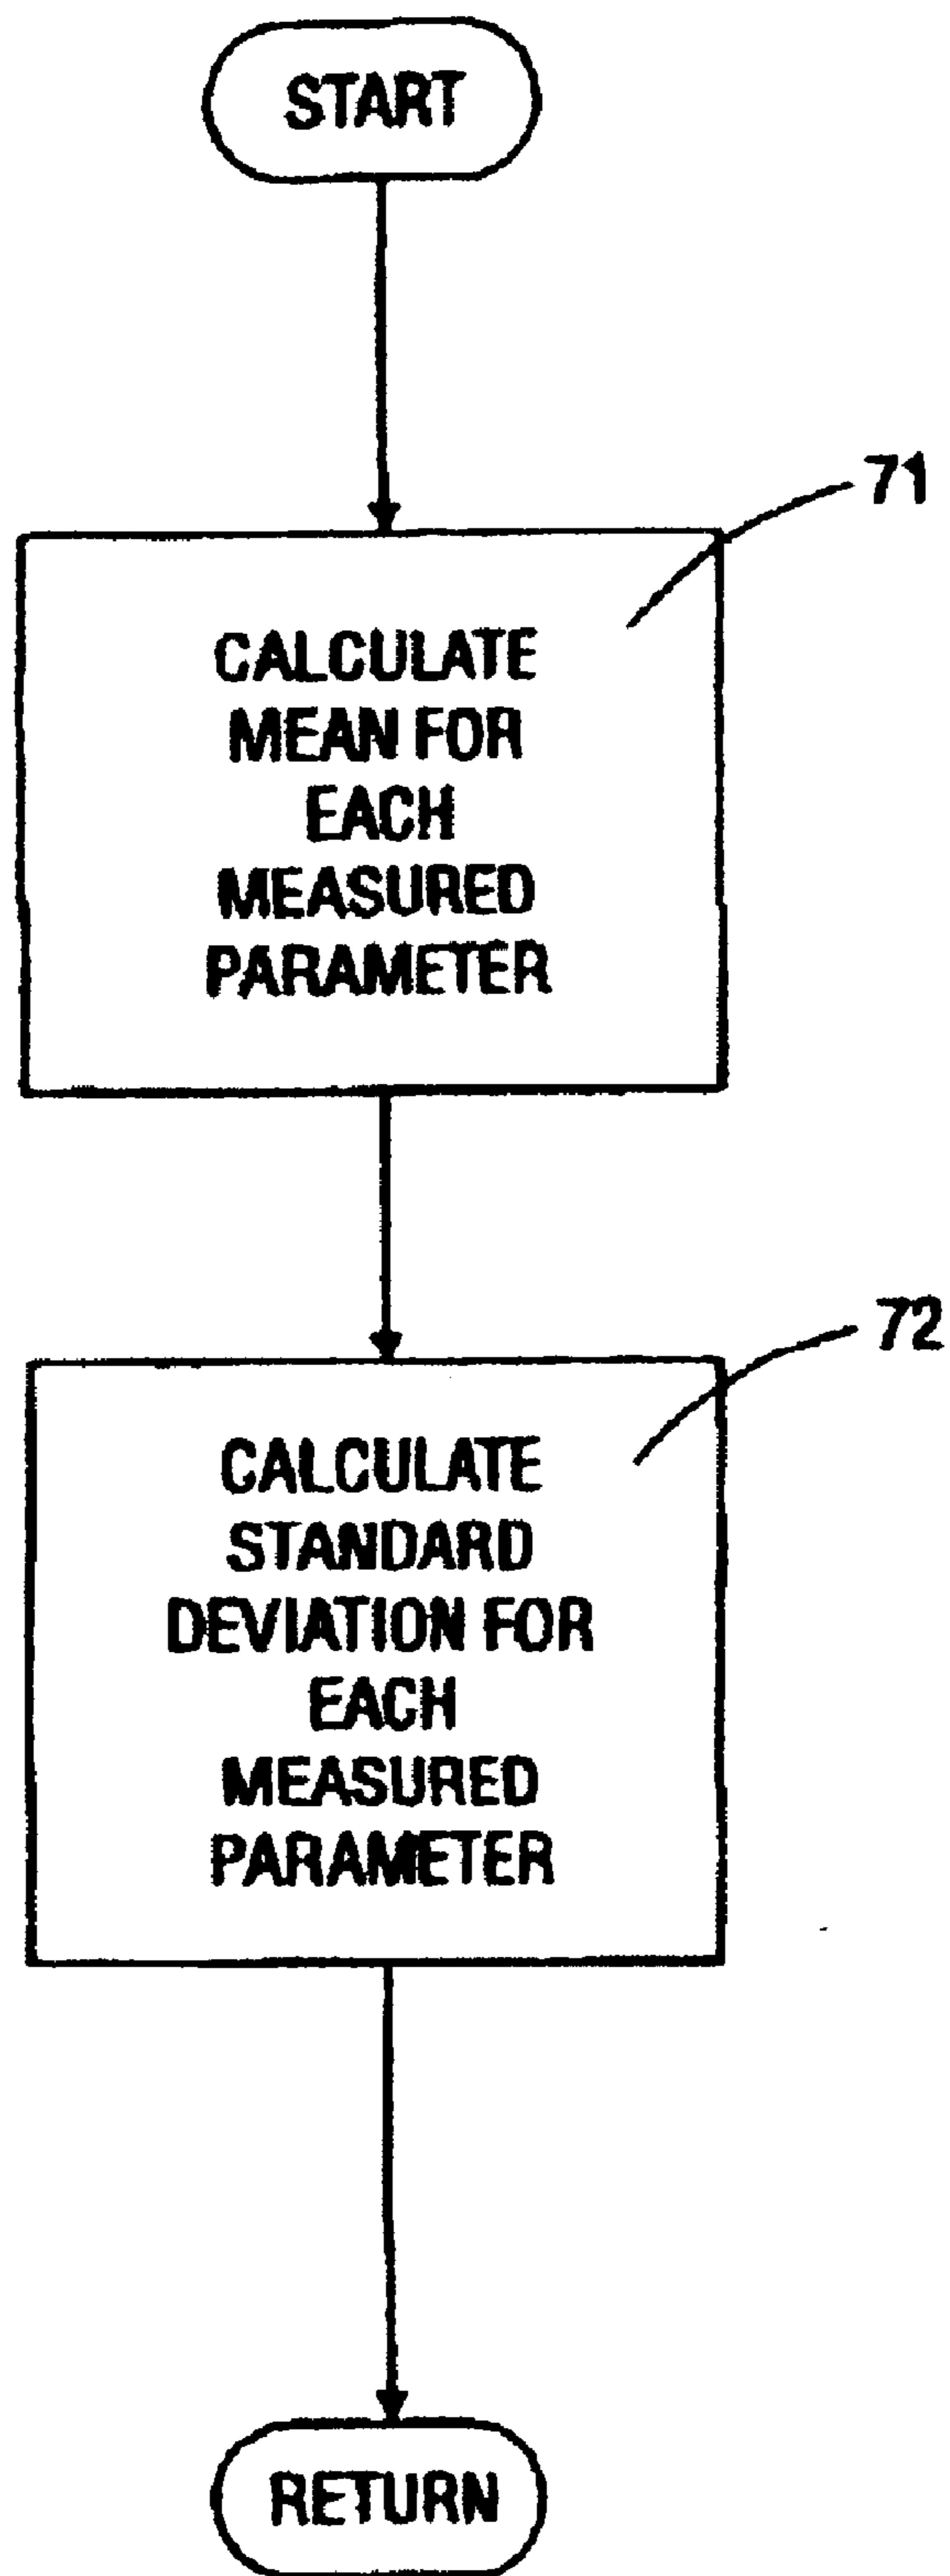 START
71
CALCULATE
MEAN FOR
EACH
MEASURED
PARAMETER
72
CALCULATE
STANDARD
DEVIATION FOR
EACH
MEASURED
PARAMETER
RETURN